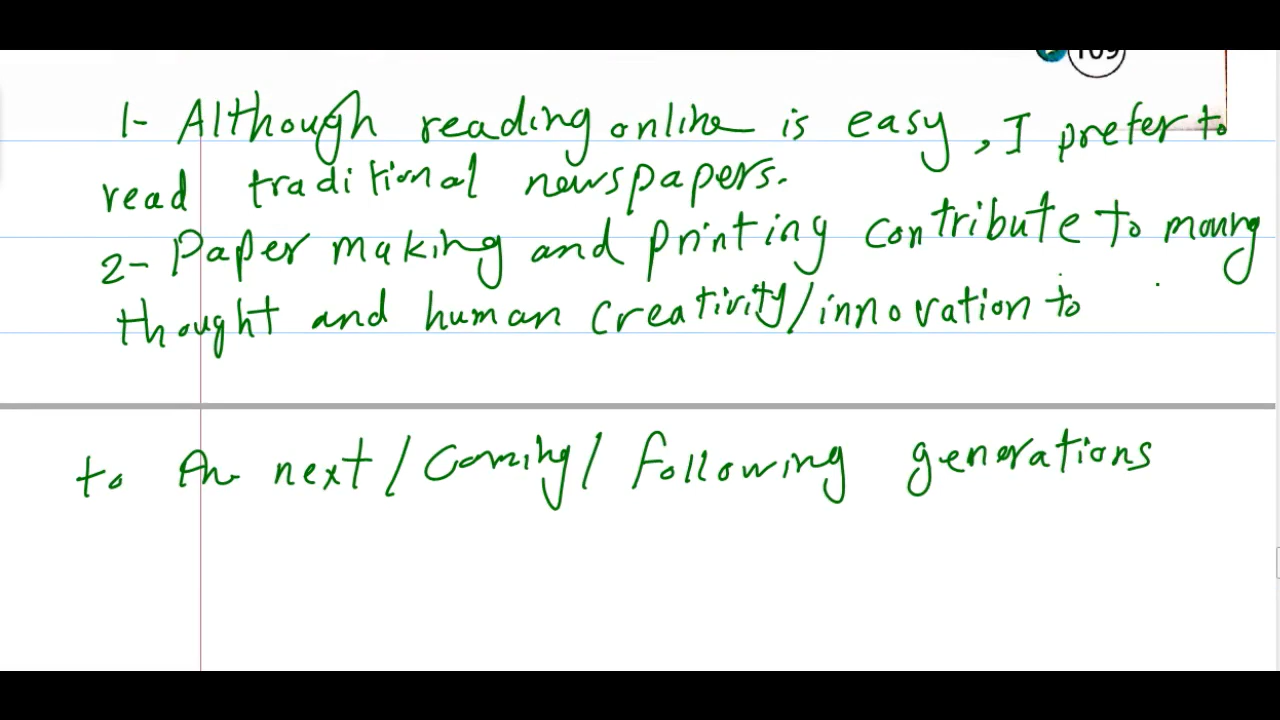 109
1- Although reading online is easy, I prefer to
read traditional newspapers.
2- Paper making and printing contribute to moving
thought and human creativity/innovation to
to the next/coming/following generations